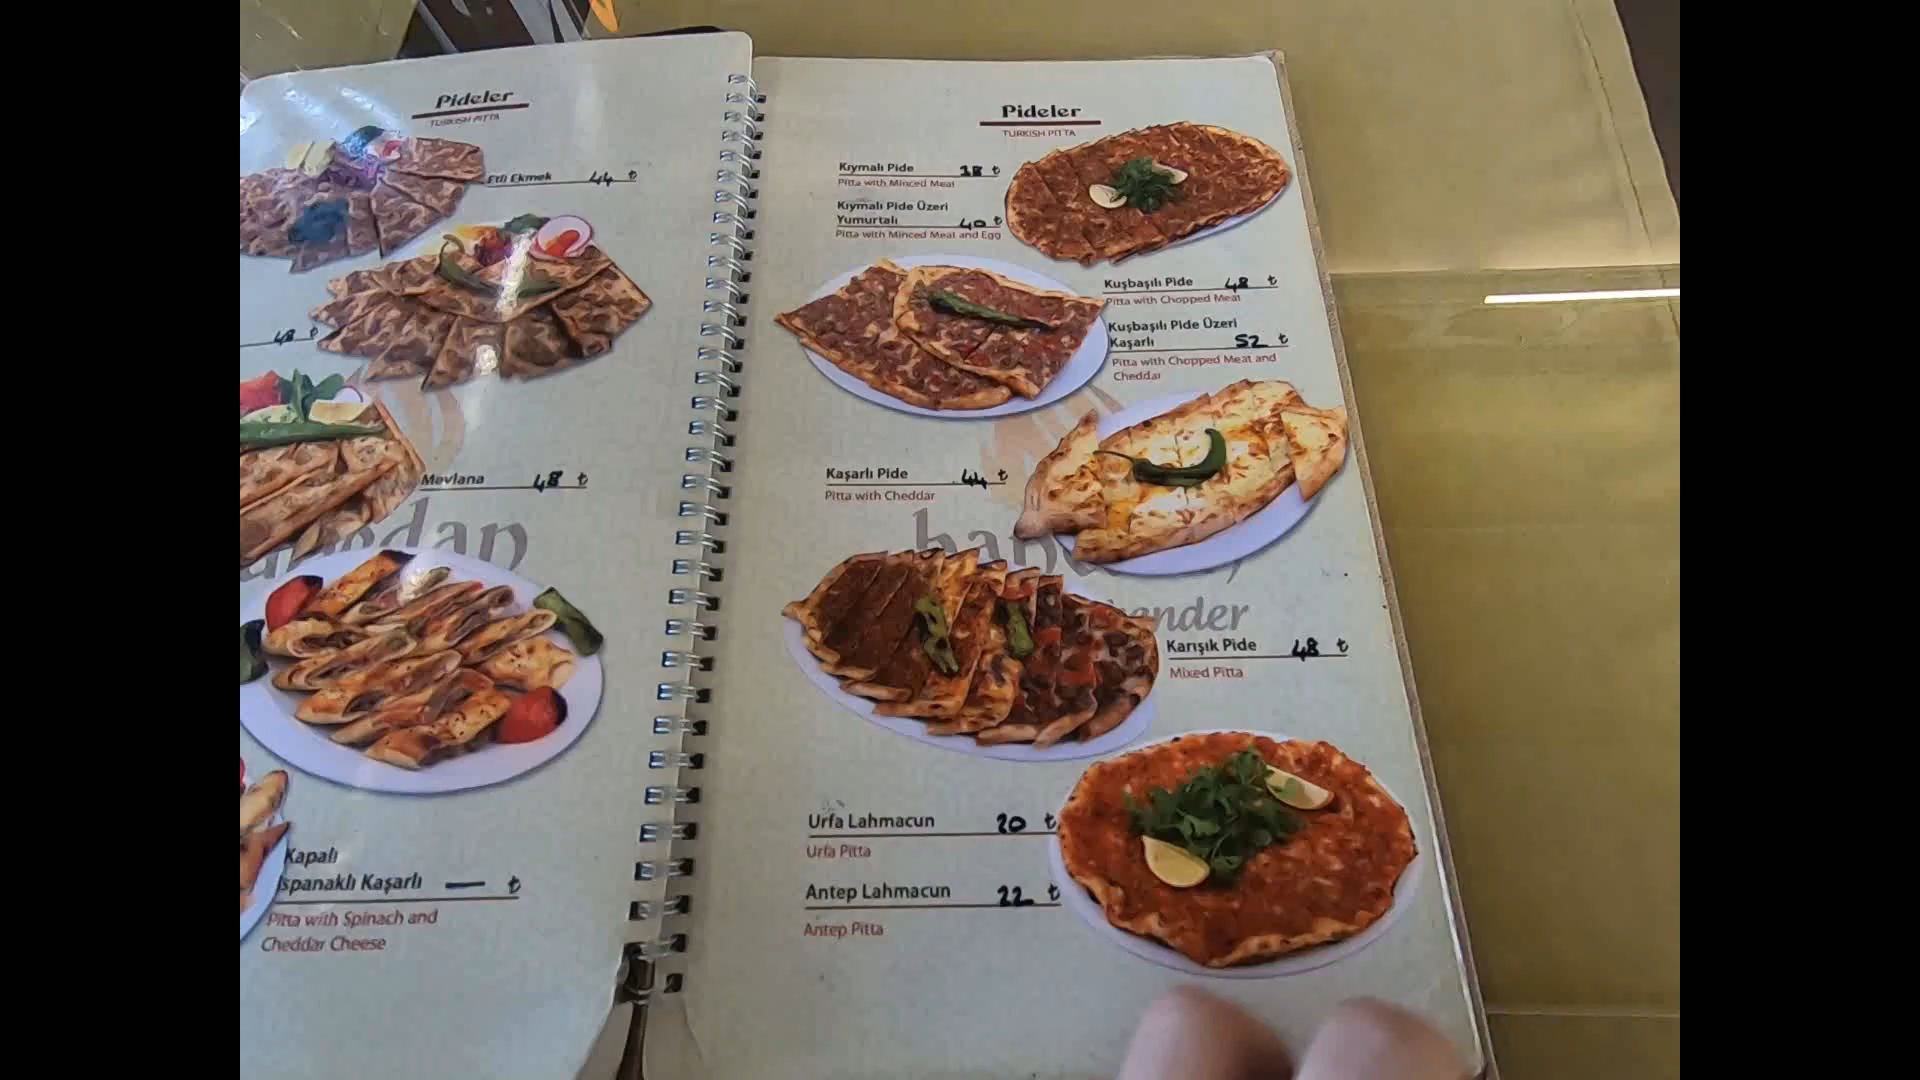 Pideler
TURKISH PITTA
Etli Ekmek 44 ₺
48 ₺
Mevlana 48 ₺
Kapalı
Ispanaklı Kaşarlı — ₺
Pitta with Spinach and
Cheddar Cheese
Pideler
TURKISH PITTA
Kıymalı Pide 38 ₺
Pitta with Minced Meat
Kıymalı Pide Üzeri
Yumurtalı 40 ₺
Pitta with Minced Meat and Egg
Kuşbaşılı Pide 48 ₺
Pitta with Chopped Meat
Kuşbaşılı Pide Üzeri
Kaşarlı 52 ₺
Pitta with Chopped Meat and
Cheddar
Kaşarlı Pide 44 ₺
Pitta with Cheddar
Karışık Pide 48 ₺
Mixed Pitta
Urfa Lahmacun 20 ₺
Urfa Pitta
Antep Lahmacun 22 ₺
Antep Pitta